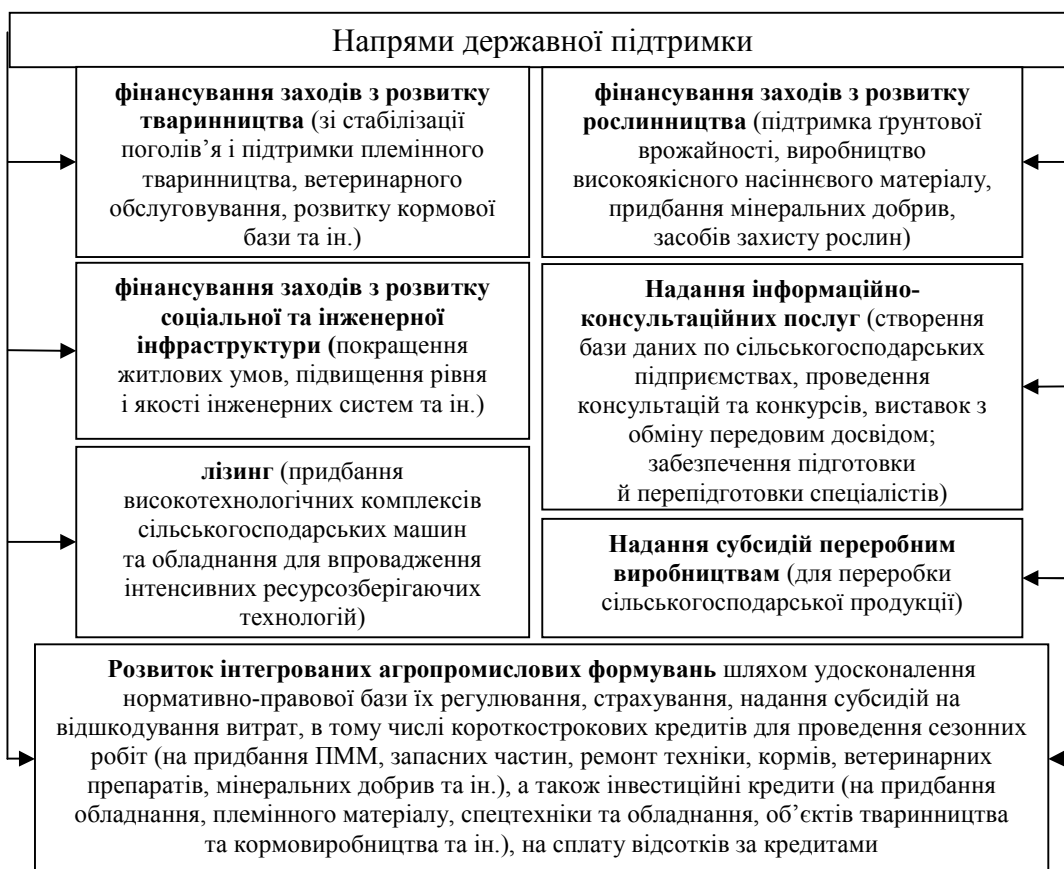 Напрями державної підтримки
фінансування заходів з розвитку
тваринництва (зі стабілізації
поголів’я і підтримки племінного
тваринництва, ветеринарного
обслуговування, розвитку кормової
бази та ін.)
фінансування заходів з розвитку
рослинництва (підтримка ґрунтової
врожайності, виробництво
високоякісного насіннєвого матеріалу,
придбання мінеральних добрив,
засобів захисту рослин)
фінансування заходів з розвитку
соціальної та інженерної
інфраструктури (покращення
житлових умов, підвищення рівня
і якості інженерних систем та ін.)
Надання інформаційно-
консультаційних послуг (створення
бази даних по сільськогосподарських
підприємствах, проведення
консультацій та конкурсів, виставок з
обміну передовим досвідом;
забезпечення підготовки
й перепідготовки спеціалістів)
лізинг (придбання
високотехнологічних комплексів
сільськогосподарських машин
та обладнання для впровадження
інтенсивних ресурсозберігаючих
технологій)
Надання субсидій переробним
виробництвам (для переробки
сільськогосподарської продукції)
Розвиток інтегрованих агропромислових формувань шляхом удосконалення
нормативно-правової бази їх регулювання, страхування, надання субсидій на
відшкодування витрат, в тому числі короткострокових кредитів для проведення сезонних
робіт (на придбання ПММ, запасних частин, ремонт техніки, кормів, ветеринарних
препаратів, мінеральних добрив та ін.), а також інвестиційні кредити (на придбання
обладнання, племінного матеріалу, спецтехніки та обладнання, об’єктів тваринництва
та кормовиробництва та ін.), на сплату відсотків за кредитами